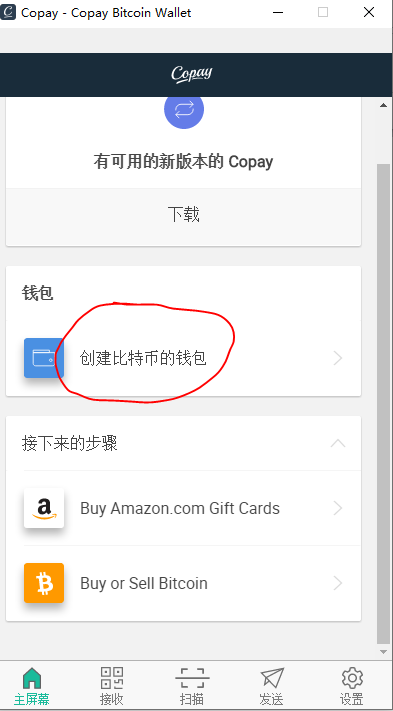 Copay - Copay Bitcoin Wallet
Copay
有可用的新版本的 Copay
下载
钱包
创建比特币的钱包
接下来的步骤
Buy Amazon.com Gift Cards
Buy or Sell Bitcoin
主屏幕
接收
扫描
发送
设置